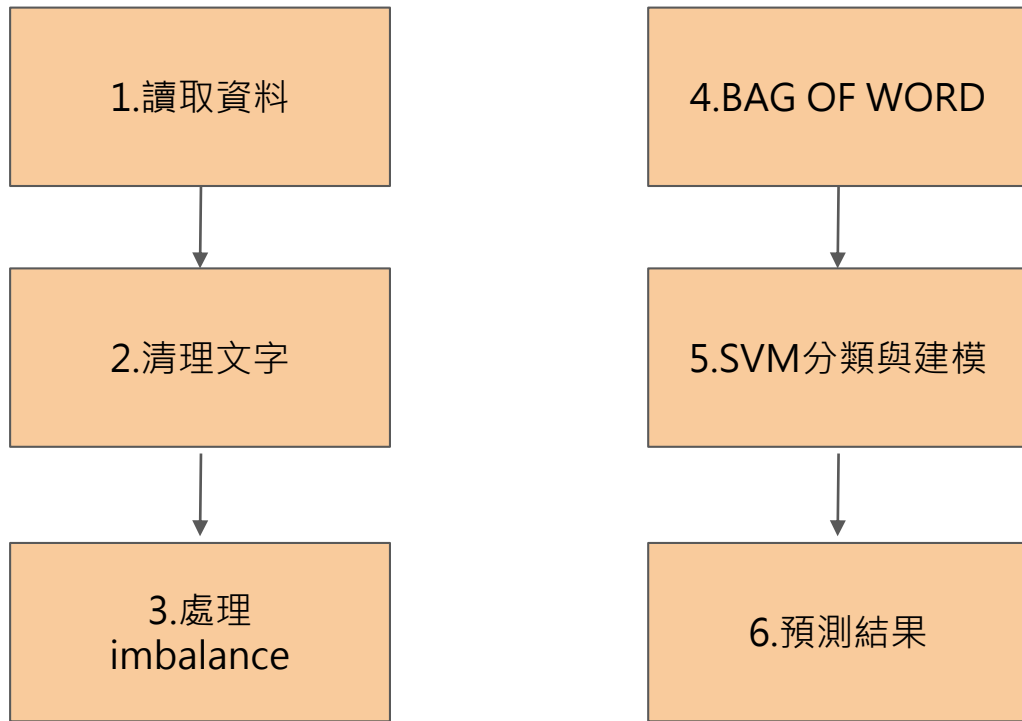 1.讀取資料
2.清理文字
3.處理
imbalance
4.BAG OF WORD
5.SVM分類與建模
6.預測結果